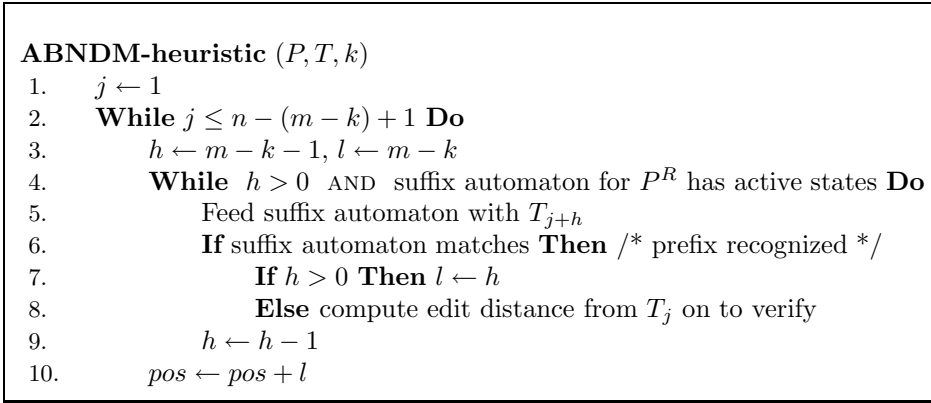 ABNDM-heuristic (P, T, k)
1. j ← 1
2. While j ≤ n − (m − k) + 1 Do
3. h ← m − k − 1, l ← m − k
4. While h > 0 AND suffix automaton for P^R has active states Do
5. Feed suffix automaton with T_{j+h}
6. If suffix automaton matches Then /* prefix recognized */
7. If h > 0 Then l ← h
8. Else compute edit distance from T_j on to verify
9. h ← h − 1
10. pos ← pos + l